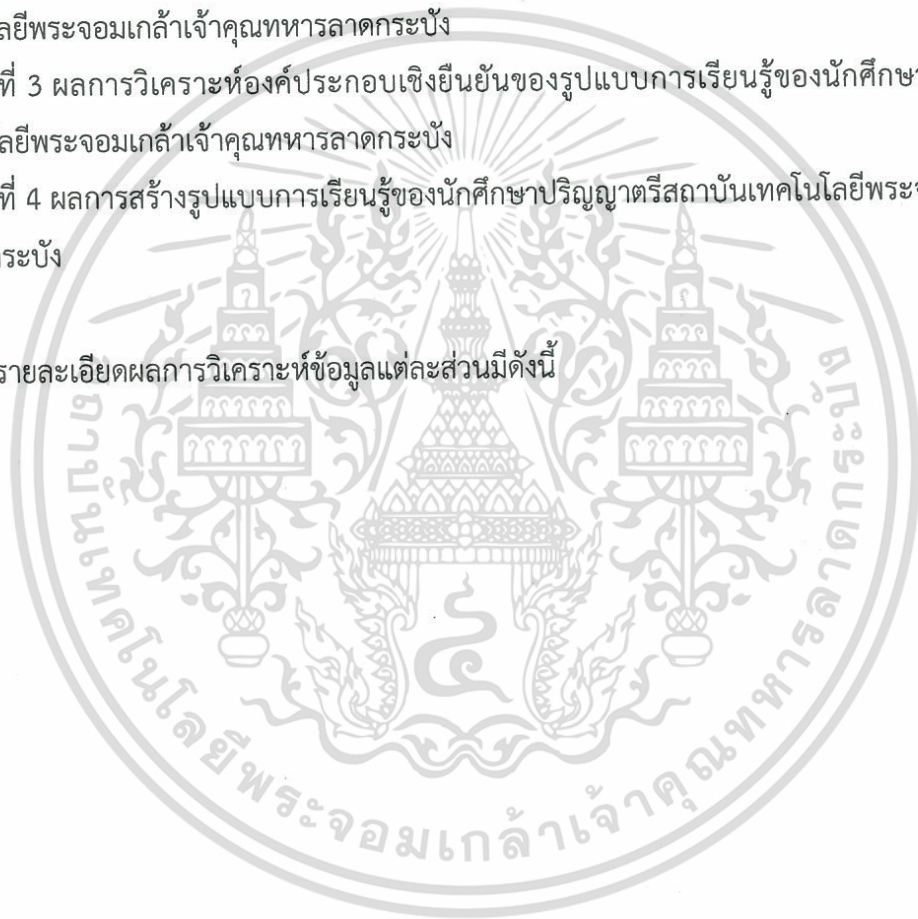 ลยีพระจอมเกล้าเจ้าคุณทหารลาดกระบัง
ที่ 3 ผลการวิเคราะห์องค์ประกอบเชิงยืนยันของรูปแบบการเรียนรู้ของนักศึกษา
ลยีพระจอมเกล้าเจ้าคุณทหารลาดกระบัง
ที่ 4 ผลการสร้างรูปแบบการเรียนรู้ของนักศึกษาปริญญาตรีสถาบันเทคโนโลยีพระจ
กระบัง
รายละเอียดผลการวิเคราะห์ข้อมูลแต่ละส่วนมีดังนี้
สถาบันเทคโนโลยีพระจอมเกล้าเจ้าคุณทหารลาดกระบัง